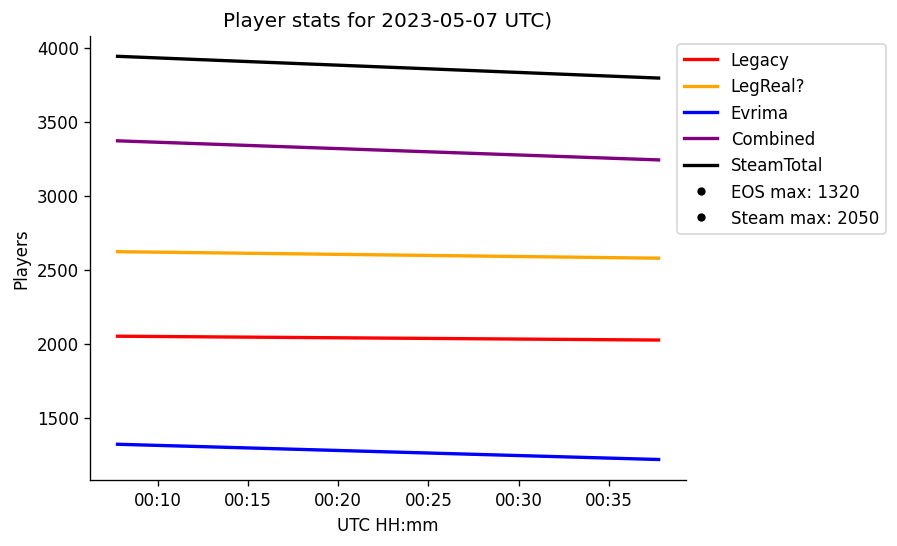 Player stats for 2023-05-07 UTC)
Players
4000
3500
3000
2500
2000
1500
00:10 00:15 00:20 00:25 00:30 00:35
UTC HH:mm
Legacy
LegReal?
Evrima
Combined
SteamTotal
EOS max: 1320
Steam max: 2050